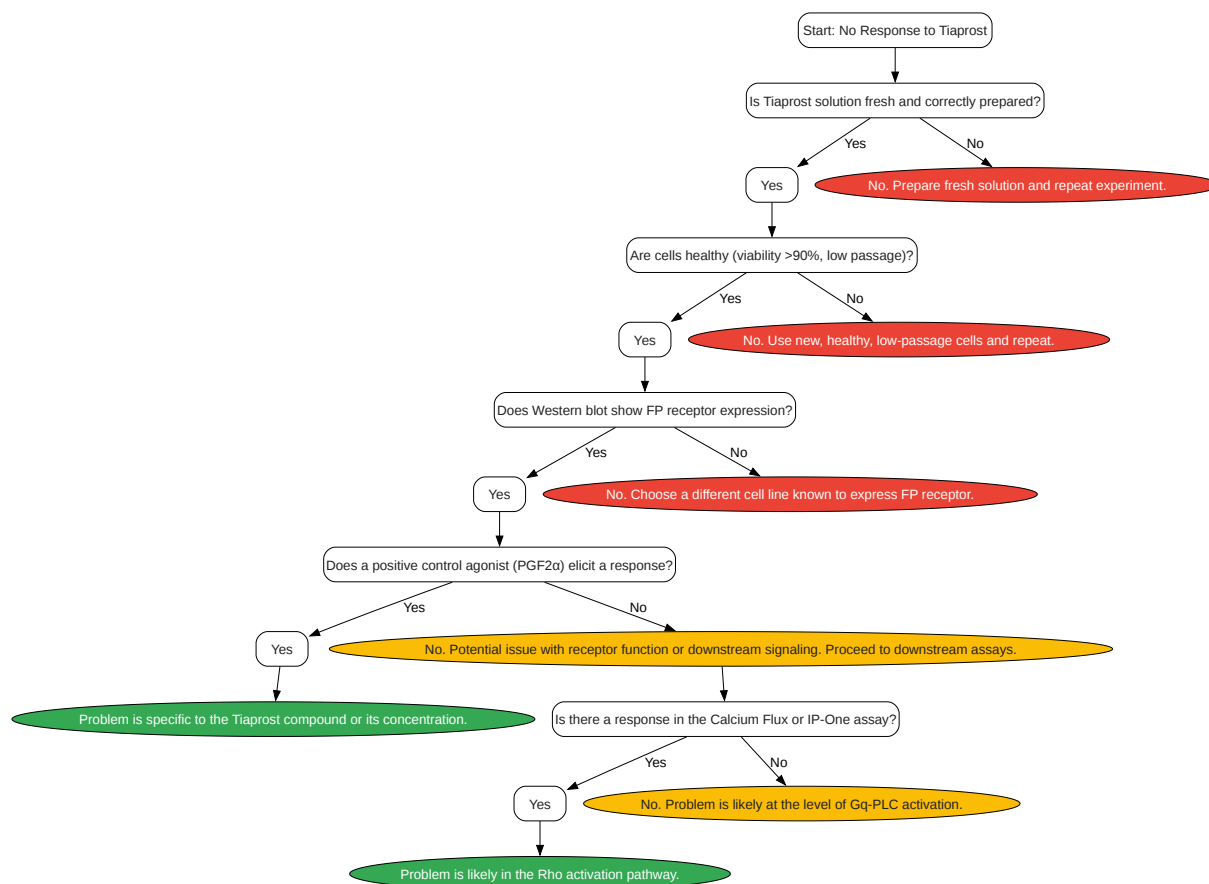 Start: No Response to Tiaprost
Is Tiaprost solution fresh and correctly prepared?
Yes
No
Yes
No. Prepare fresh solution and repeat experiment.
Are cells healthy (viability >90%, low passage)?
Yes
No
Yes
No. Use new, healthy, low-passage cells and repeat.
Does Western blot show FP receptor expression?
Yes
No
Yes
No. Choose a different cell line known to express FP receptor.
Does a positive control agonist (PGF2α) elicit a response?
Yes
No
Yes
No. Potential issue with receptor function or downstream signaling. Proceed to downstream assays.
Problem is specific to the Tiaprost compound or its concentration.
Is there a response in the Calcium Flux or IP-One assay?
Yes
No
Yes
No. Problem is likely at the level of Gq-PLC activation.
Problem is likely in the Rho activation pathway.